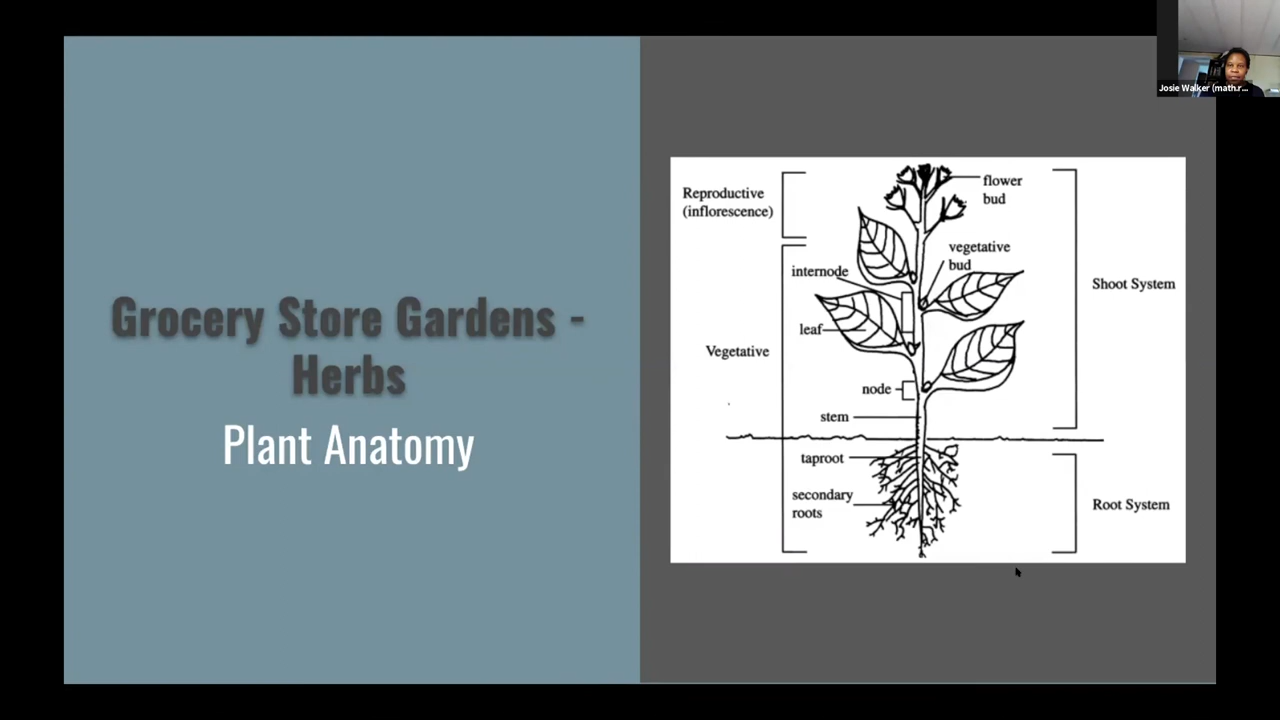 Josie Walker (math.r...
Grocery Store Gardens -
Herbs
Plant Anatomy
Reproductive
(inflorescence)
flower
bud
vegetative
bud
internode
Shoot System
leaf
Vegetative
node
stem
taproot
secondary
roots
Root System